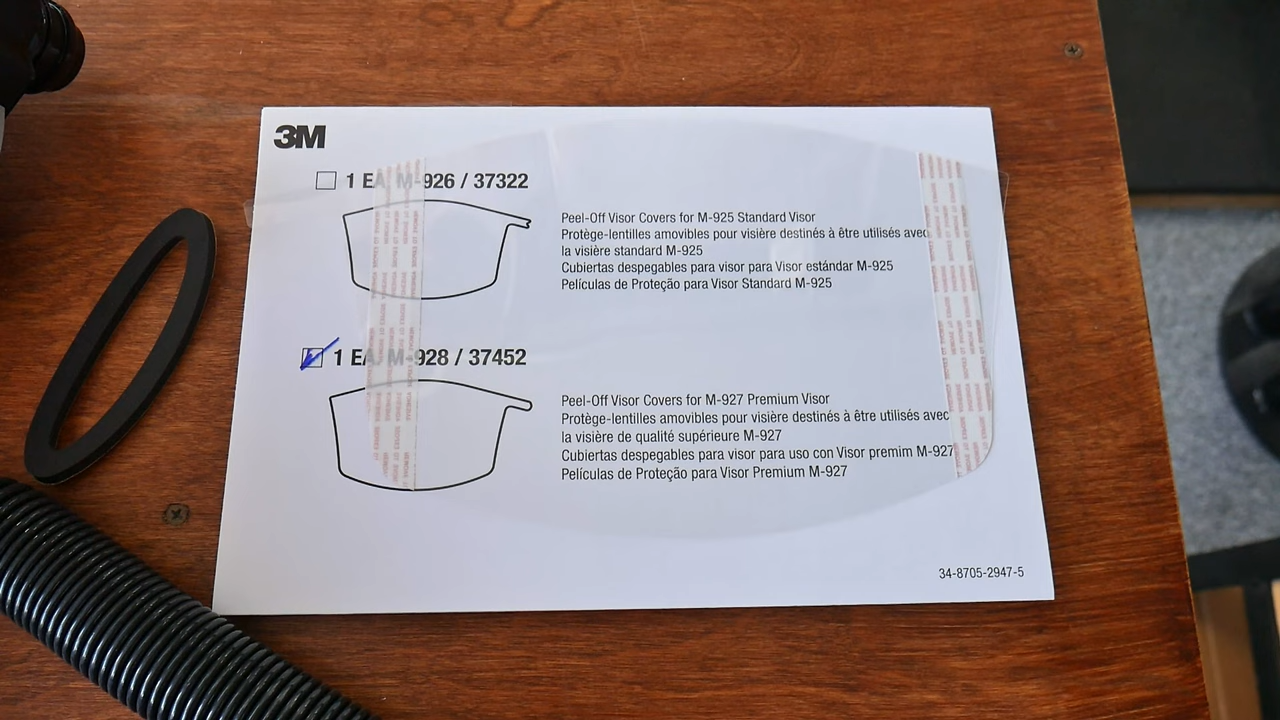 3M
1 EA. M-926 / 37322
Peel-Off Visor Covers for M-925 Standard Visor
Protège-lentilles amovibles pour visière destinés à être utilisés avec
la visière standard M-925
Cubiertas despegables para visor para Visor estándar M-925
Películas de Proteção para Visor Standard M-925
1 EA. M-928 / 37452
Peel-Off Visor Covers for M-927 Premium Visor
Protège-lentilles amovibles pour visière destinés à être utilisés avec
la visière de qualité supérieure M-927
Cubiertas despegables para visor para uso con Visor premim M-927
Películas de Proteção para Visor Premium M-927
34-8705-2947-5